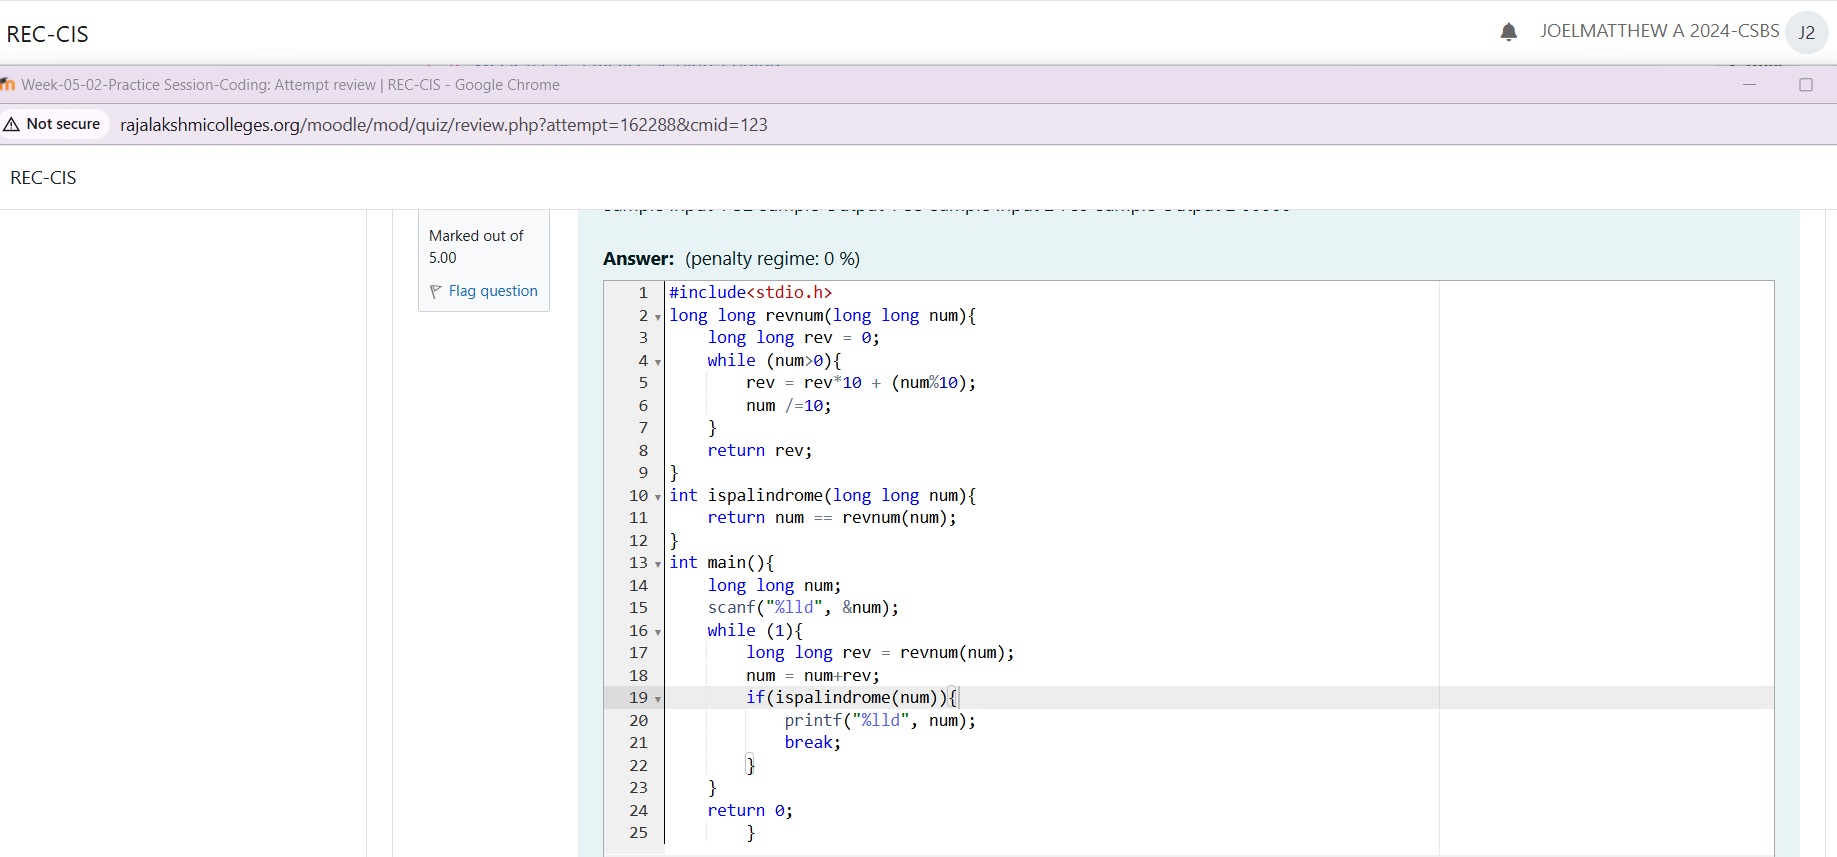 REC-CIS
JOELMATTHEW A 2024-CSBS
J2
Week-05-02-Practice Session-Coding: Attempt review | REC-CIS - Google Chrome
Not secure
rajalakshmicolleges.org/moodle/mod/quiz/review.php?attempt=162288&cmid=123
REC-CIS
Marked out of
5.00
Flag question
Answer: (penalty regime: 0 %)
1 #include<stdio.h>
2 long long revnum(long long num){
3 long long rev = 0;
4 while (num>0){
5 rev = rev*10 + (num%10);
6 num /=10;
7 }
8 return rev;
9 }
10 int ispalindrome(long long num){
11 return num == revnum(num);
12 }
13 int main(){
14 long long num;
15 scanf("%lld", &num);
16 while (1){
17 long long rev = revnum(num);
18 num = num+rev;
19 if(ispalindrome(num)){
20 printf("%lld", num);
21 break;
22 }
23 }
24 return 0;
25 }